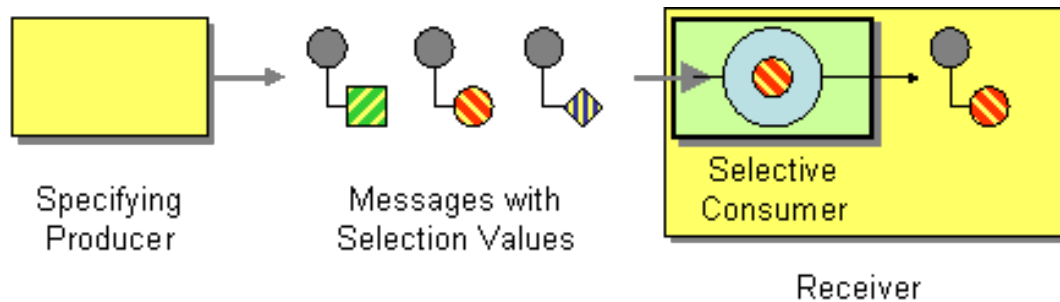 Specifying
Producer
Messages with
Selection Values
Selective
Consumer
Receiver